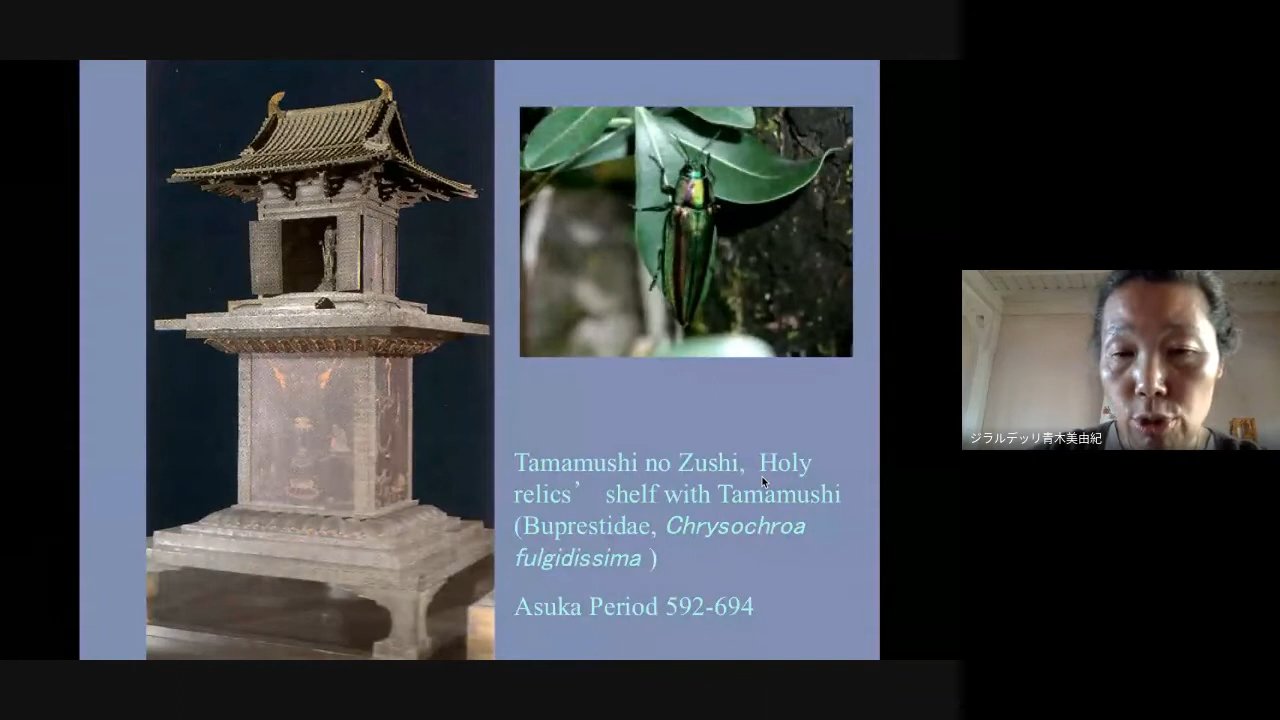 Tamamushi no Zushi, Holy
relics’ shelf with Tamamushi
(Buprestidae, Chrysochroa
fulgidissima )
Asuka Period 592-694
ジラルデッリ青木美由紀